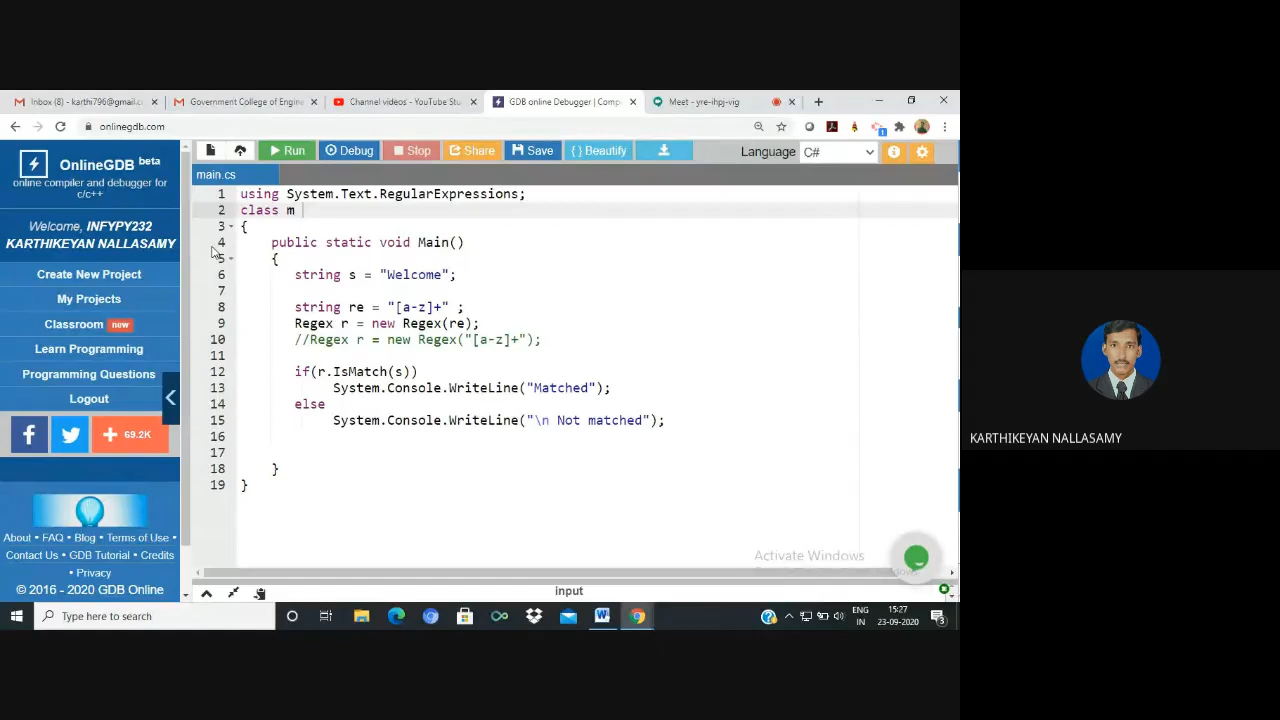 Inbox (8) - karthi796@gmail.c
Government College of Engine
Channel videos - YouTube Stu
GDB online Debugger | Comp
Meet - yre-ihpj-vig
onlinegdb.com
OnlineGDB beta
online compiler and debugger for
c/c++
Welcome, INFYPY232
KARTHIKEYAN NALLASAMY
Create New Project
My Projects
Classroom new
Learn Programming
Programming Questions
Logout
69.2K
About • FAQ • Blog • Terms of Use •
Contact Us • GDB Tutorial • Credits
• Privacy
© 2016 - 2020 GDB Online
Run Debug Stop Share Save { } Beautify
Language C#
main.cs
1 using System.Text.RegularExpressions;
2 class m
3 {
4 public static void Main()
5 {
6 string s = "Welcome";
7
8 string re = "[a-z]+" ;
9 Regex r = new Regex(re);
10 //Regex r = new Regex("[a-z]+");
11
12 if(r.IsMatch(s))
13 System.Console.WriteLine("Matched");
14 else
15 System.Console.WriteLine("\n Not matched");
16
17
18 }
19 }
Activate Windows
input
Type here to search
ENG
IN
15:27
23-09-2020
3
KARTHIKEYAN NALLASAMY